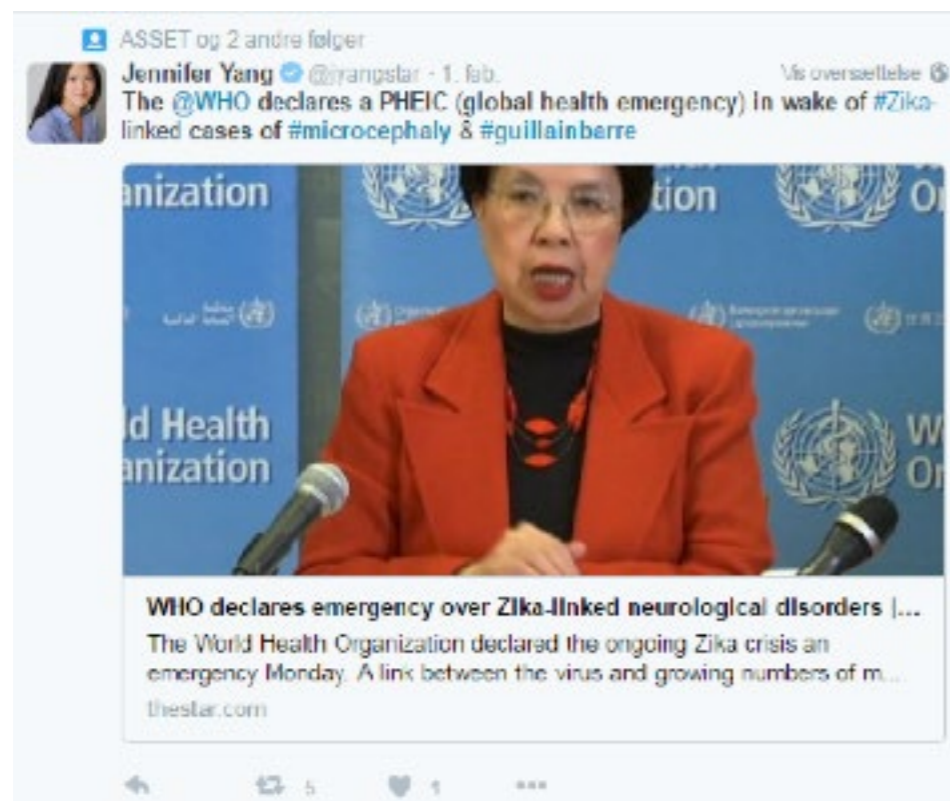 ASSET og 2 andre følger
Jennifer Yang @jyangstar · 1. feb.
Vis oversættelse
The @WHO declares a PHEIC (global health emergency) in wake of #Zika-
linked cases of #microcephaly & #guillainbarre
anization
tion
O
ld Health
anization
W
O
WHO declares emergency over Zika-linked neurological disorders |...
The World Health Organization declared the ongoing Zika crisis an
emergency Monday. A link between the virus and growing numbers of m...
thestar.com
5
1